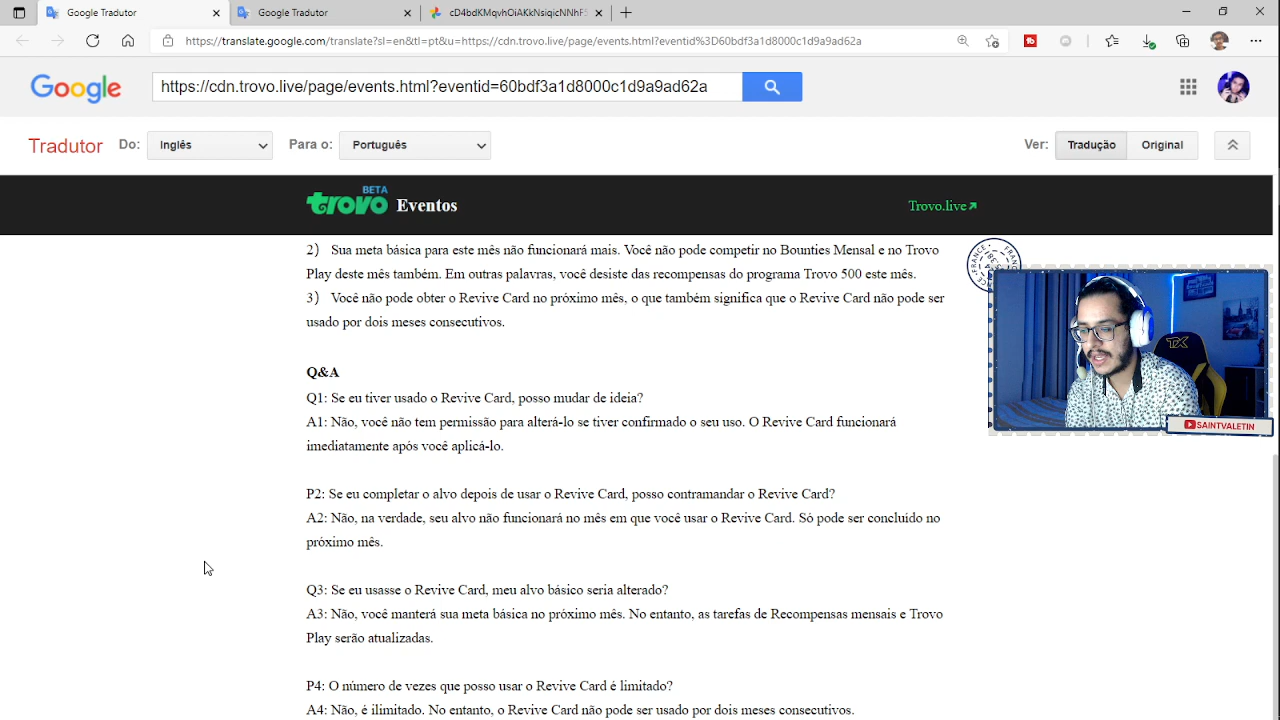 Google Tradutor
Google Tradutor
https://translate.google.com/translate?sl=en&tl=pt&u=https://cdn.trovo.live/page/events.html?eventid%3D60bdf3a1d8000c1d9a9ad62a
Google
https://cdn.trovo.live/page/events.html?eventid=60bdf3a1d8000c1d9a9ad62a
Tradutor
Do:
Inglês
Para o:
Português
Ver:
Tradução
Original
BETA
trovo
Eventos
Trovo.live
2） Sua meta básica para este mês não funcionará mais. Você não pode competir no Bounties Mensal e no Trovo
Play deste mês também. Em outras palavras, você desiste das recompensas do programa Trovo 500 este mês.
3） Você não pode obter o Revive Card no próximo mês, o que também significa que o Revive Card não pode ser
usado por dois meses consecutivos.
Q&A
Q1: Se eu tiver usado o Revive Card, posso mudar de ideia?
A1: Não, você não tem permissão para alterá-lo se tiver confirmado o seu uso. O Revive Card funcionará
imediatamente após você aplicá-lo.
P2: Se eu completar o alvo depois de usar o Revive Card, posso contramandar o Revive Card?
A2: Não, na verdade, seu alvo não funcionará no mês em que você usar o Revive Card. Só pode ser concluído no
próximo mês.
Q3: Se eu usasse o Revive Card, meu alvo básico seria alterado?
A3: Não, você manterá sua meta básica no próximo mês. No entanto, as tarefas de Recompensas mensais e Trovo
Play serão atualizadas.
P4: O número de vezes que posso usar o Revive Card é limitado?
A4: Não, é ilimitado. No entanto, o Revive Card não pode ser usado por dois meses consecutivos.
FRANCE
TX
SAINTVALETIN